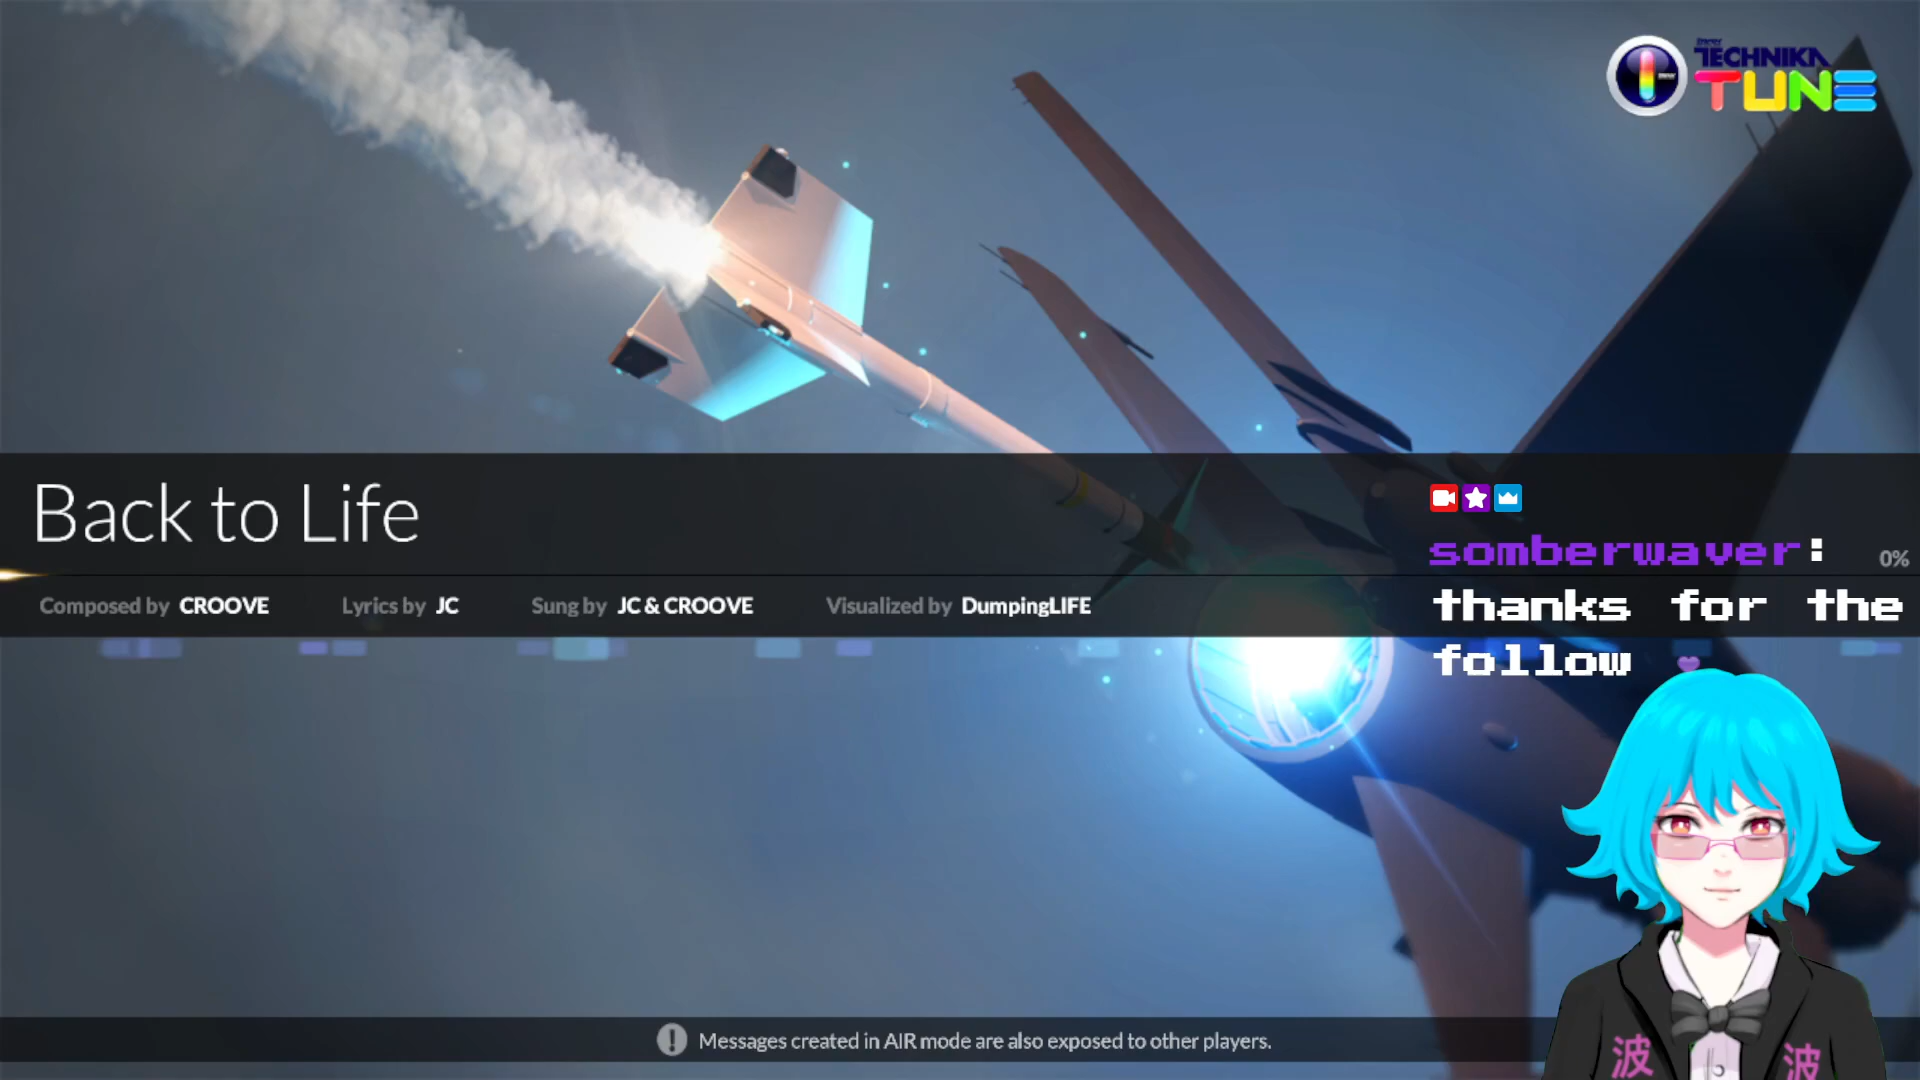 TECHNIKA
TUNE
Back to Life
somberwaver:
0%
Composed by CROOVE Lyrics by JC Sung by JC & CROOVE Visualized by DumpingLIFE
thanks for the
follow
Messages created in AIR mode are also exposed to other players.
波 波